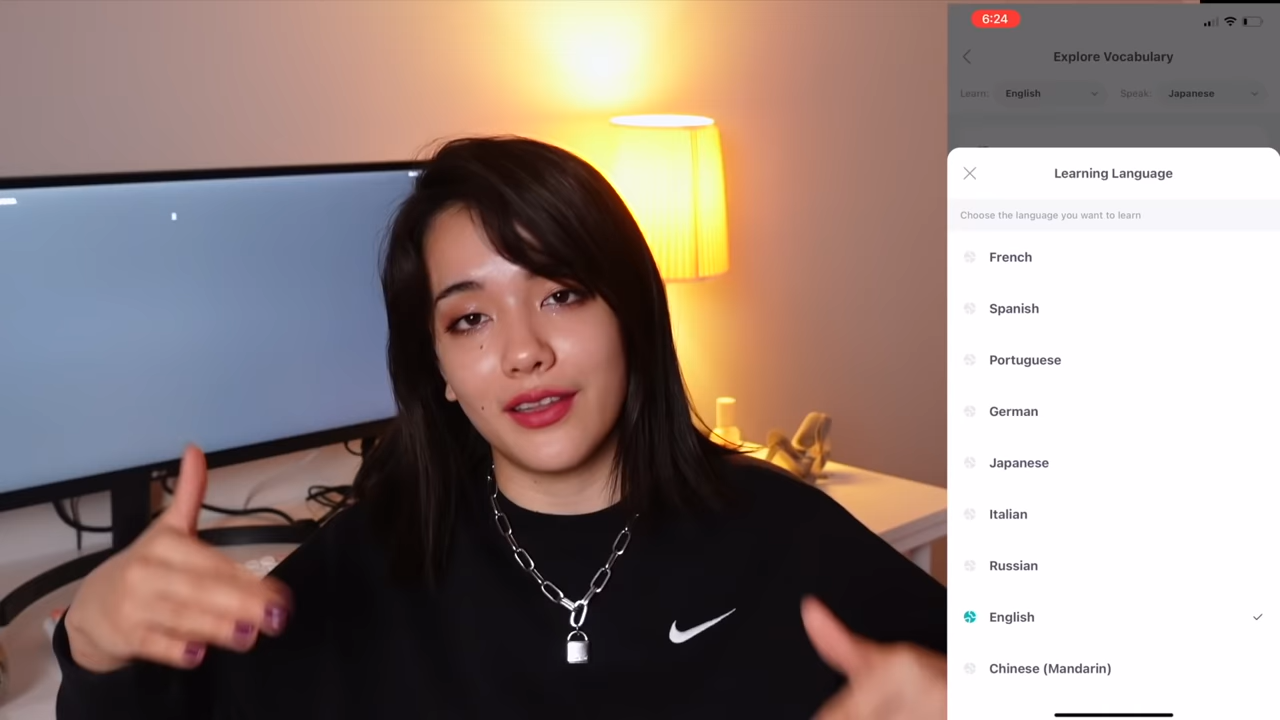 6:24
Explore Vocabulary
Learn: English Speak: Japanese
Learning Language
Choose the language you want to learn
French
Spanish
Portuguese
German
Japanese
Italian
Russian
English
Chinese (Mandarin)